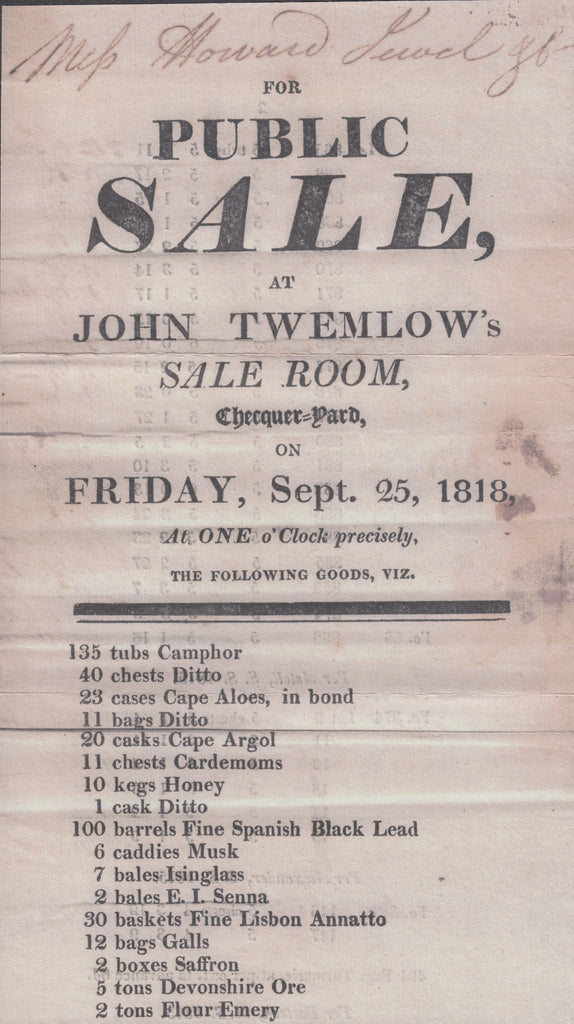 Mess Howard Jewel &
FOR
PUBLIC
SALE,
AT
JOHN TWEMLOW's
SALE ROOM,
Checquer=Yard,
ON
FRIDAY, Sept. 25, 1818,
At ONE o'Clock precisely,
THE FOLLOWING GOODS, VIZ.
135 tubs Camphor
40 chests Ditto
23 cases Cape Aloes, in bond
11 bags Ditto
20 casks Cape Argol
11 chests Cardemoms
10 kegs Honey
1 cask Ditto
100 barrels Fine Spanish Black Lead
6 caddies Musk
7 bales Isinglass
2 bales E. I. Senna
30 baskets Fine Lisbon Annatto
12 bags Galls
2 boxes Saffron
5 tons Devonshire Ore
2 tons Flour Emery